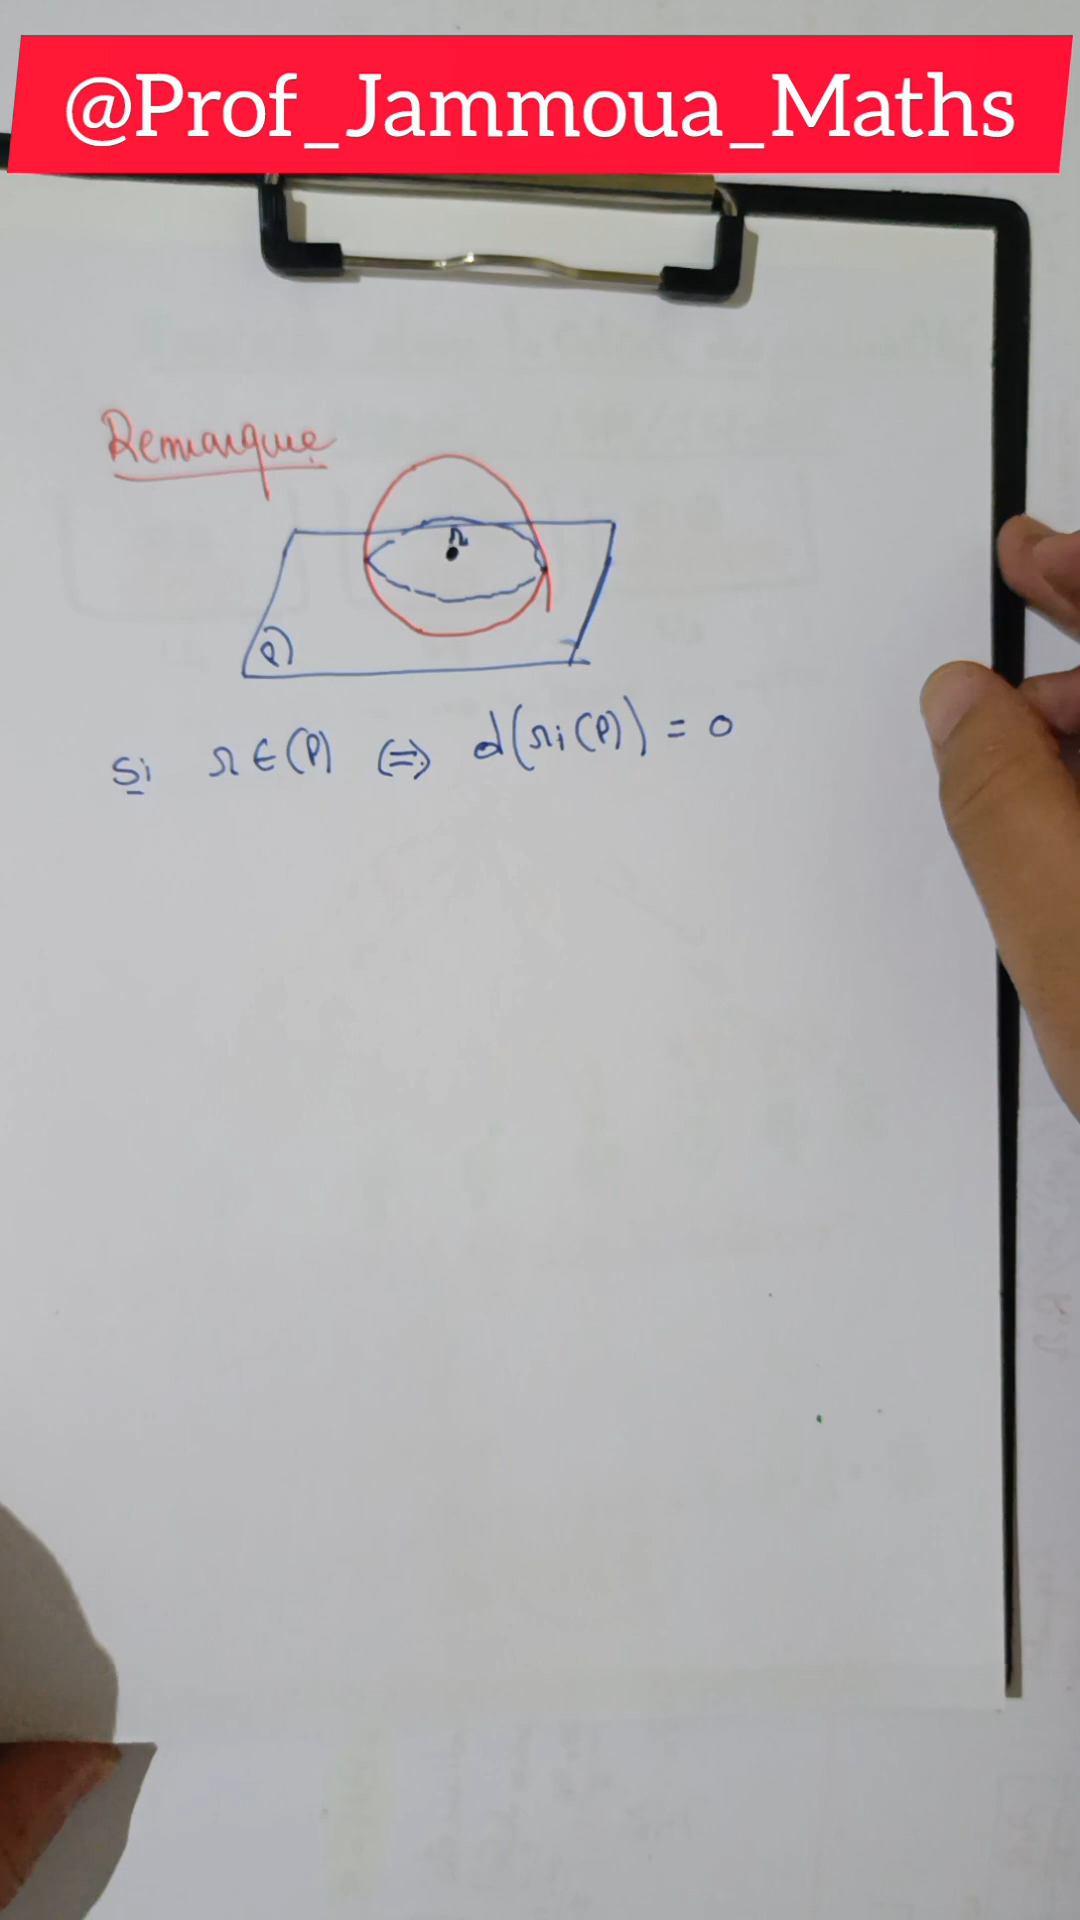 @Prof_Jammoua_Maths
Remarque
Ω
(P)
Si Ω ∈ (P) ⇔ d(Ω; (P)) = 0